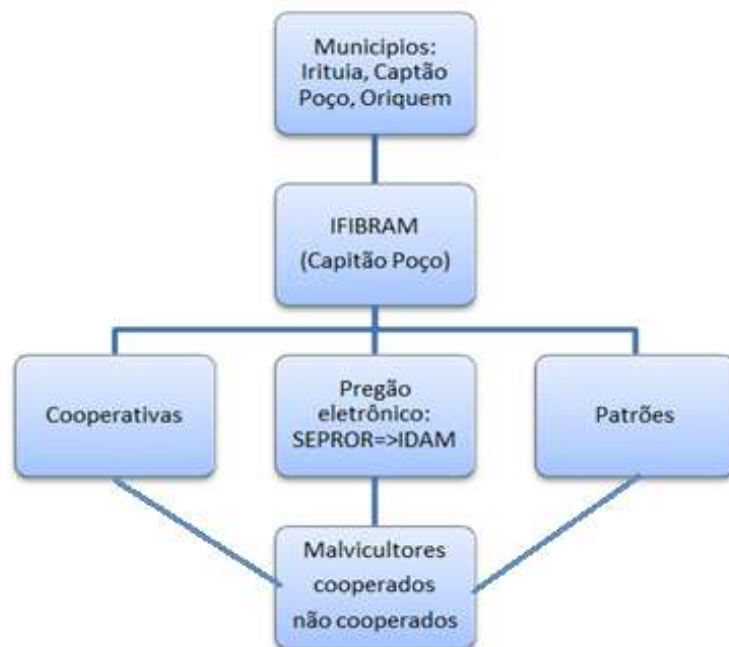 Municipios:
Irituia, Captão
Poço, Oriquem
IFIBRAM
(Capitão Poço)
Cooperativas
Pregão
eletrônico:
SEPROR=>IDAM
Patrões
Malvicultores
cooperados
não cooperados